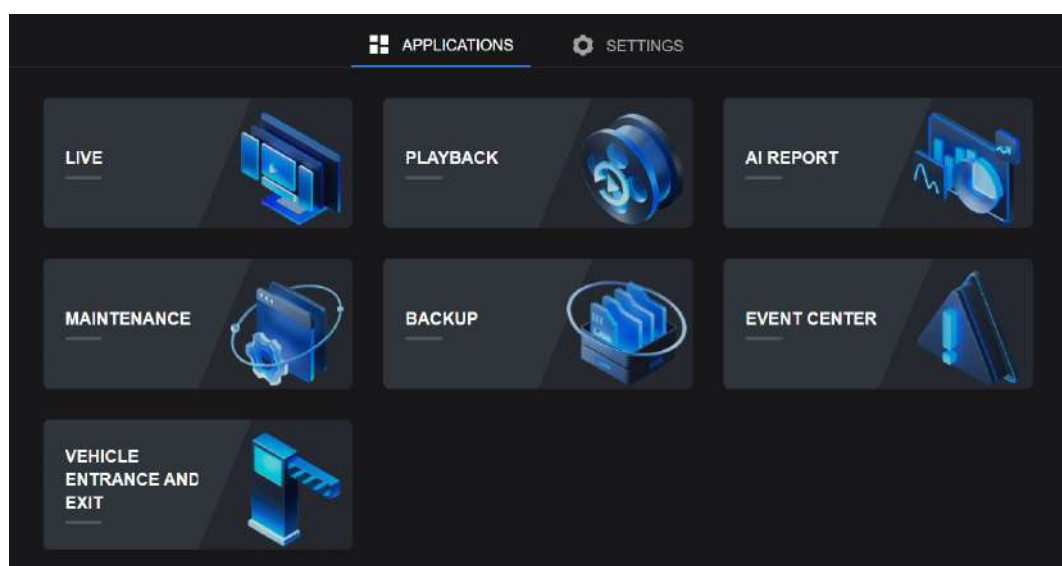 APPLICATIONS
SETTINGS
LIVE
PLAYBACK
AI REPORT
MAINTENANCE
BACKUP
EVENT CENTER
VEHICLE
ENTRANCE AND
EXIT